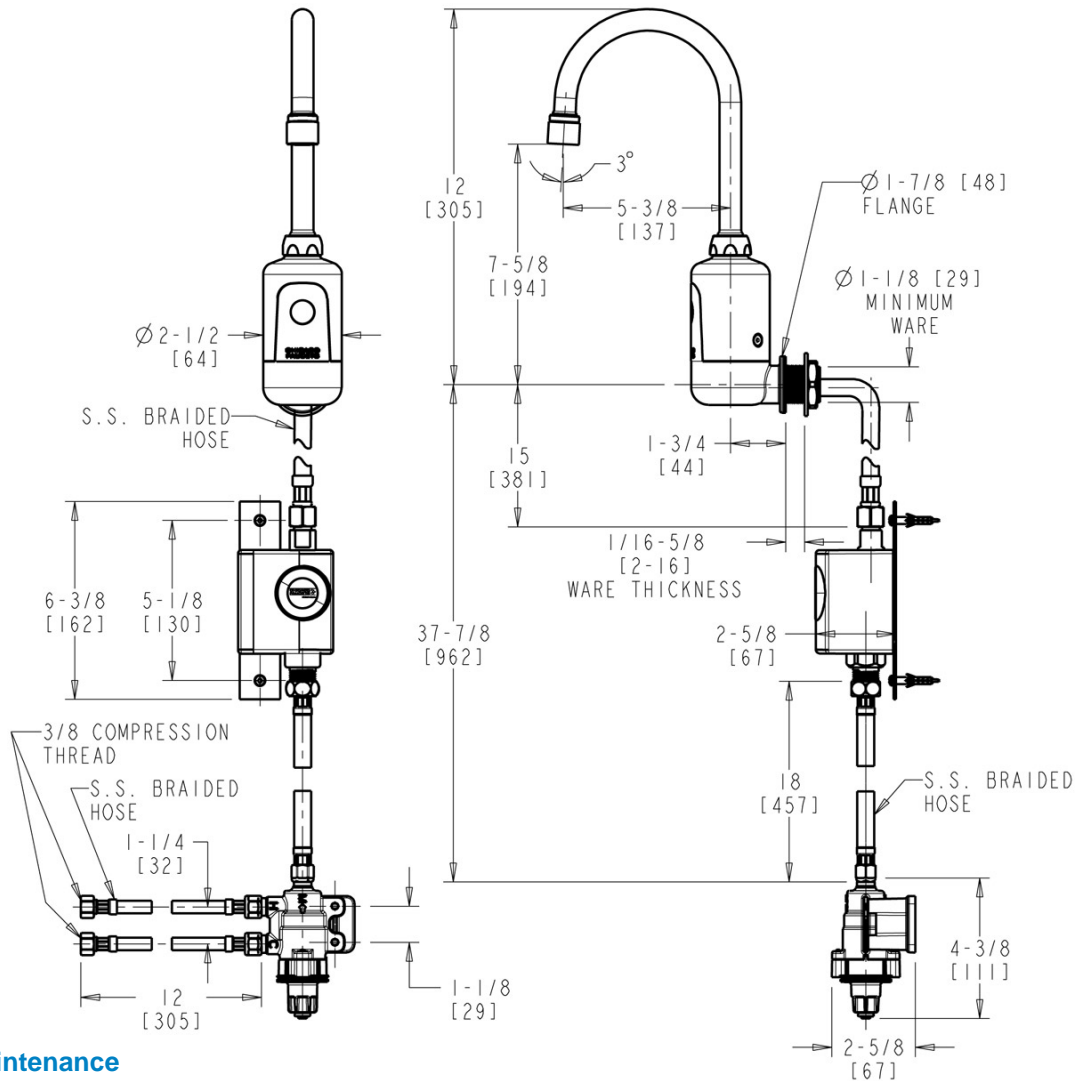 12
[305]
3°
5-3/8
[137]
Ø 1-7/8 [48]
FLANGE
7-5/8
[194]
Ø 1-1/8 [29]
MINIMUM
WARE
Ø 2-1/2
[64]
S.S. BRAIDED
HOSE
15
[381]
1-3/4
[44]
1/16-5/8
[2-16]
WARE THICKNESS
6-3/8
[162]
5-1/8
[130]
37-7/8
[962]
2-5/8
[67]
3/8 COMPRESSION
THREAD
S.S. BRAIDED
HOSE
1-1/4
[32]
18
[457]
S.S. BRAIDED
HOSE
H
C
12
[305]
1-1/8
[29]
4-3/8
[111]
2-5/8
[67]
intenance